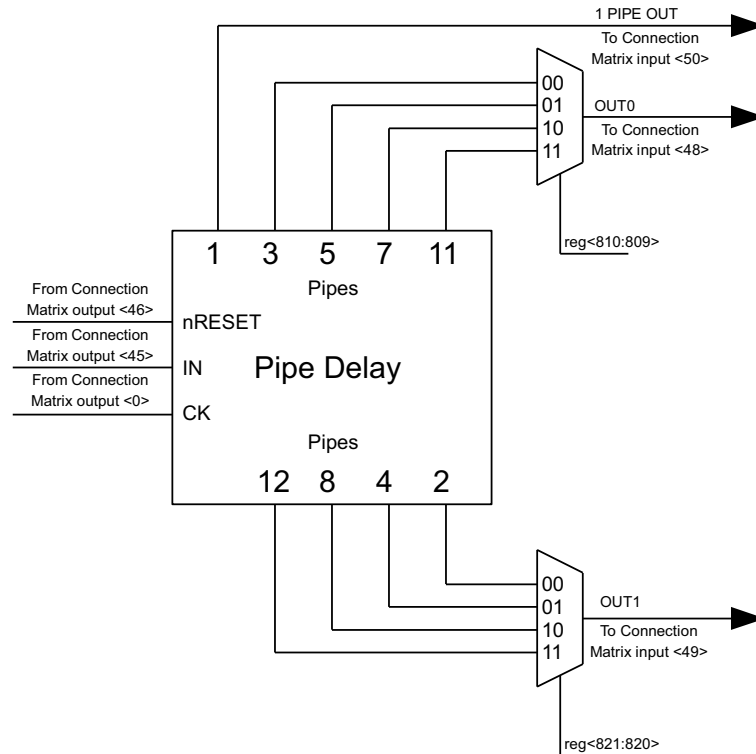 1 PIPE OUT
To Connection
Matrix input <50>
00
01
10
11
OUT0
To Connection
Matrix input <48>
reg<810:809>
1 3 5 7 11
Pipes
From Connection
Matrix output <46>
nRESET
From Connection
Matrix output <45>
IN
Pipe Delay
From Connection
Matrix output <0>
CK
Pipes
12 8 4 2
00
01
10
11
OUT1
To Connection
Matrix input <49>
reg<821:820>